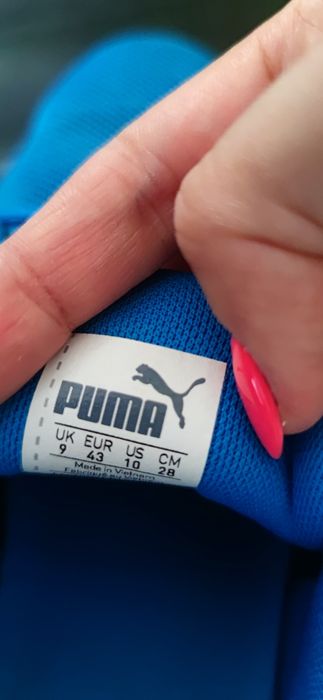 PUMA
UK EUR US CM
9 43 10 28
Made in Vietnam